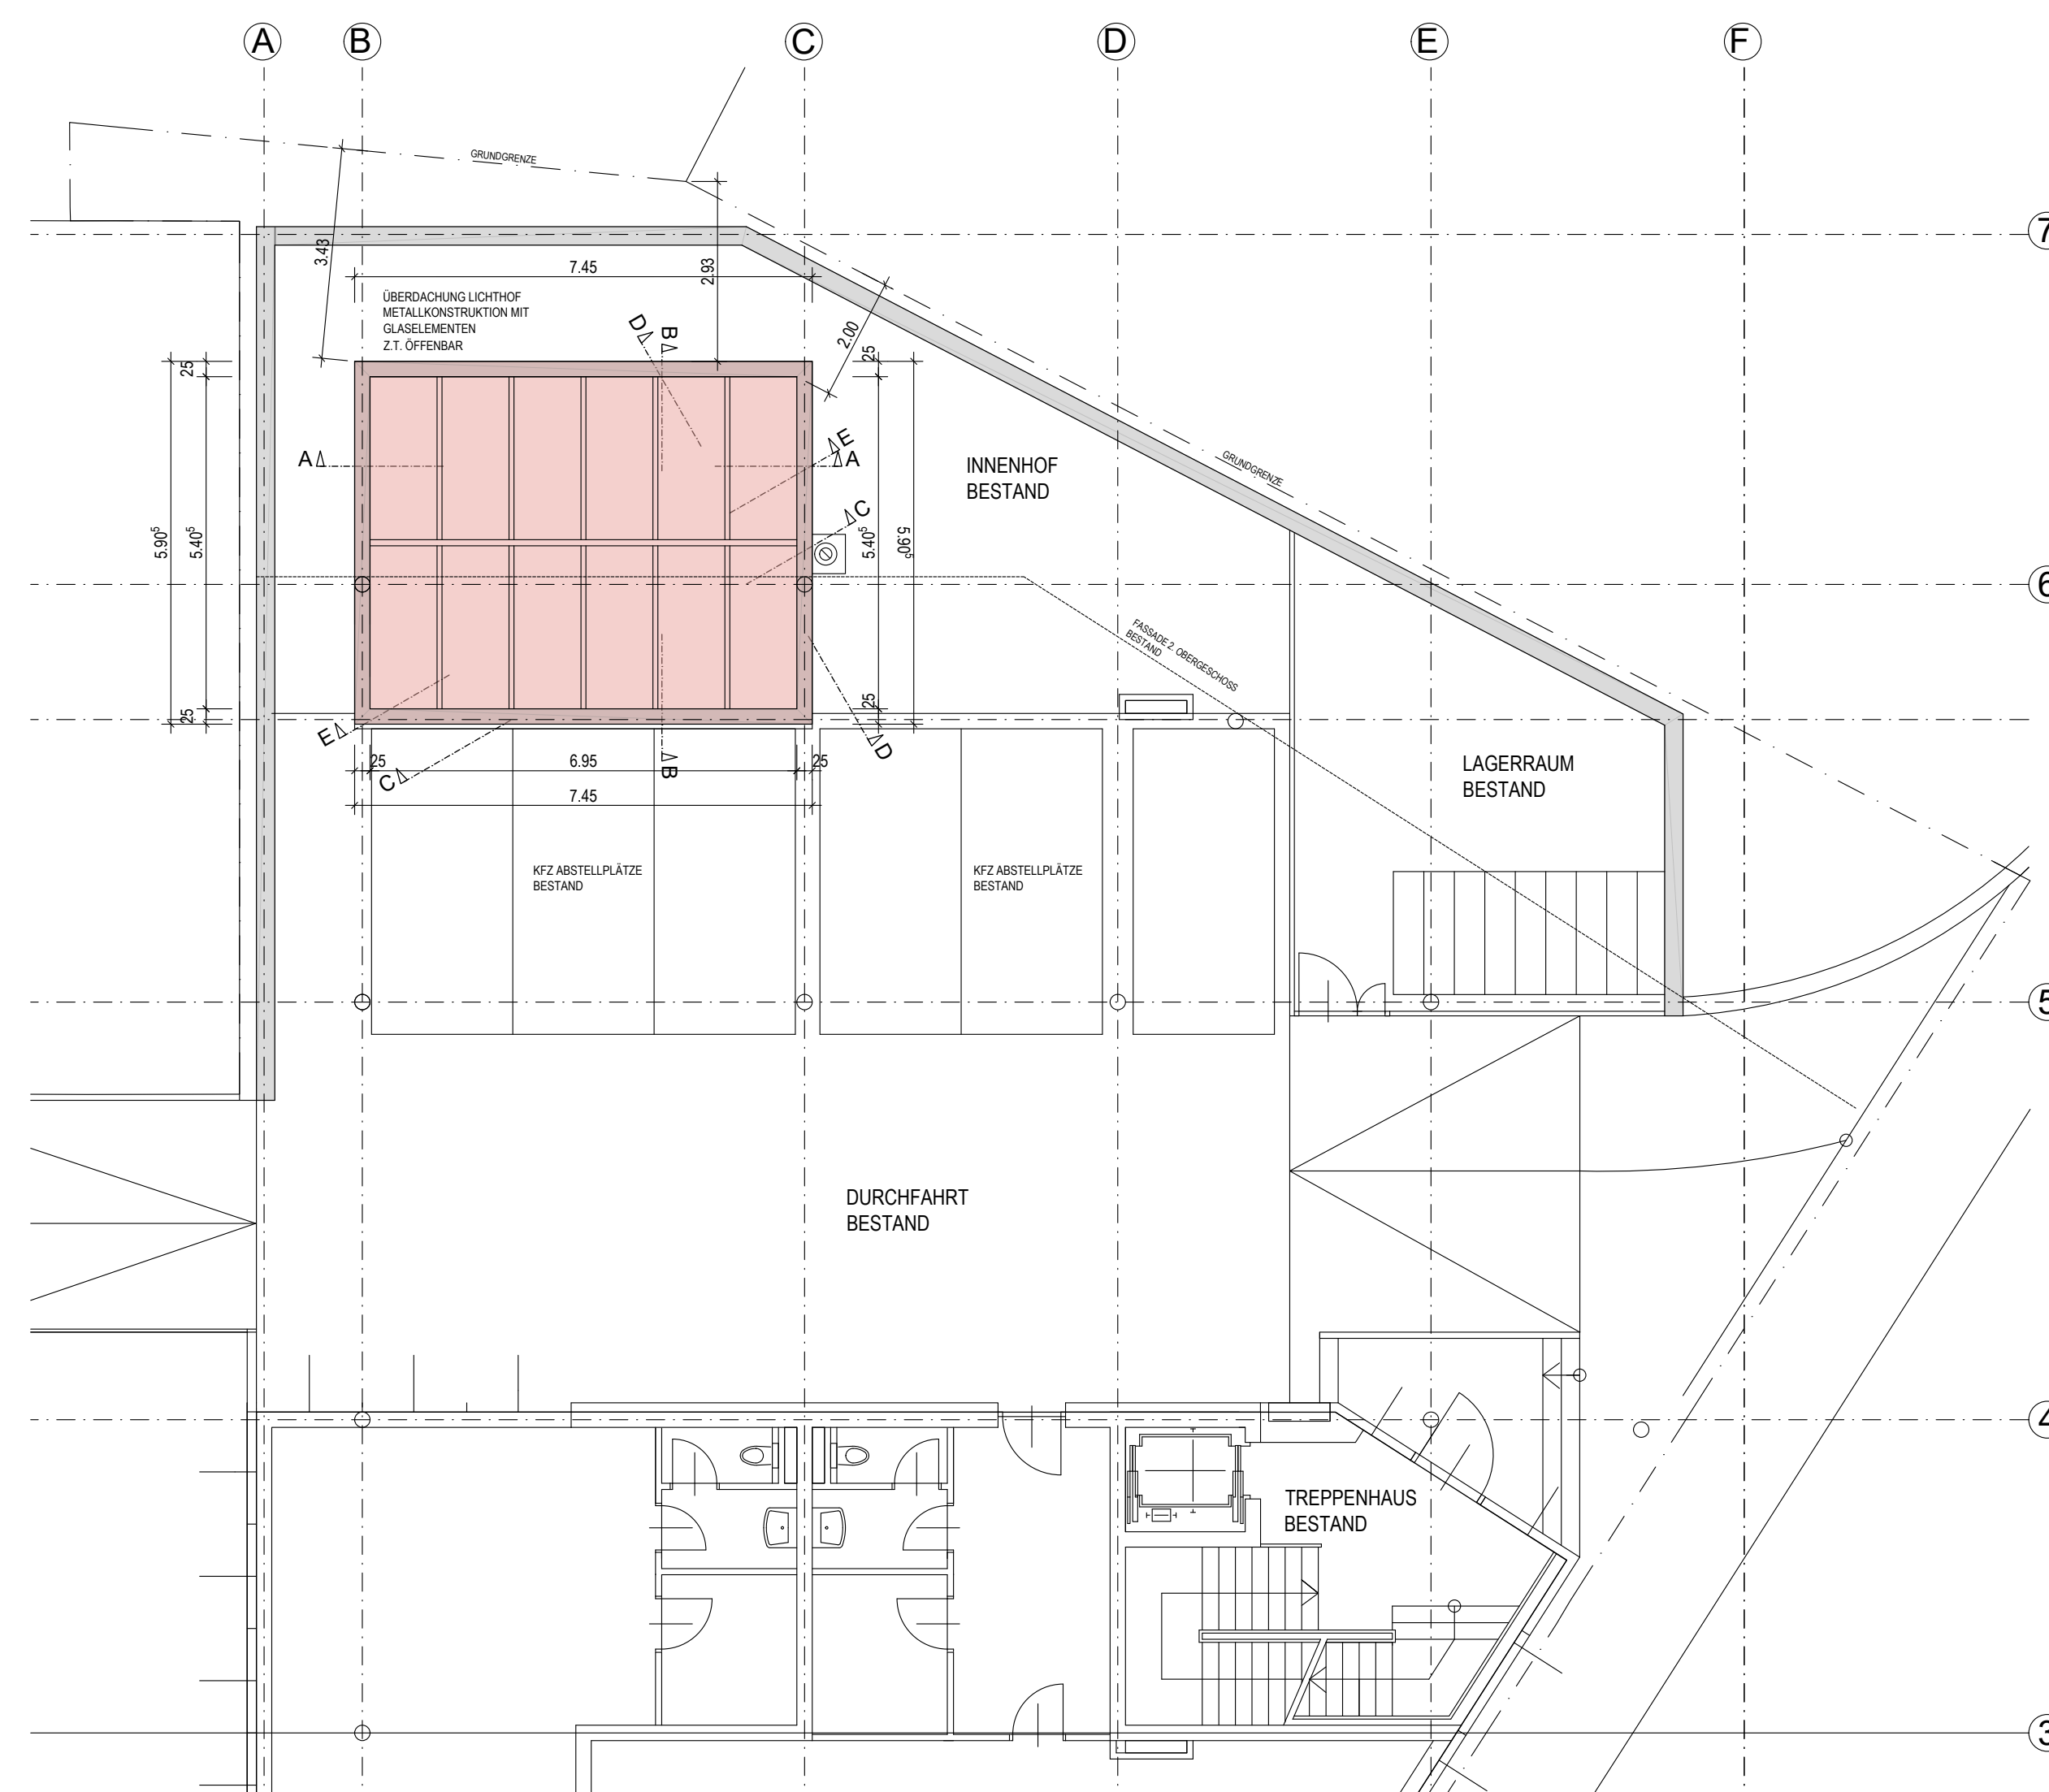 A B C D E F
GRUNDGRENZE
7
3.43
7.45
2.93
ÜBERDACHUNG LICHTHOF
METALLKONSTRUKTION MIT
GLASELEMENTEN
Z.T. ÖFFENBAR
D
B
2.00
25
25
E
A
A
INNENHOF
BESTAND
GRUNDGRENZE
C
5.90⁵
5.40⁵
5.40⁵
5.90⁵
6
FASSADE 2. OBERGESCHOSS
BESTAND
25
25
E
D
C
B
25
6.95
25
7.45
LAGERRAUM
BESTAND
KFZ ABSTELLPLÄTZE
BESTAND
KFZ ABSTELLPLÄTZE
BESTAND
5
DURCHFAHRT
BESTAND
4
TREPPENHAUS
BESTAND
3